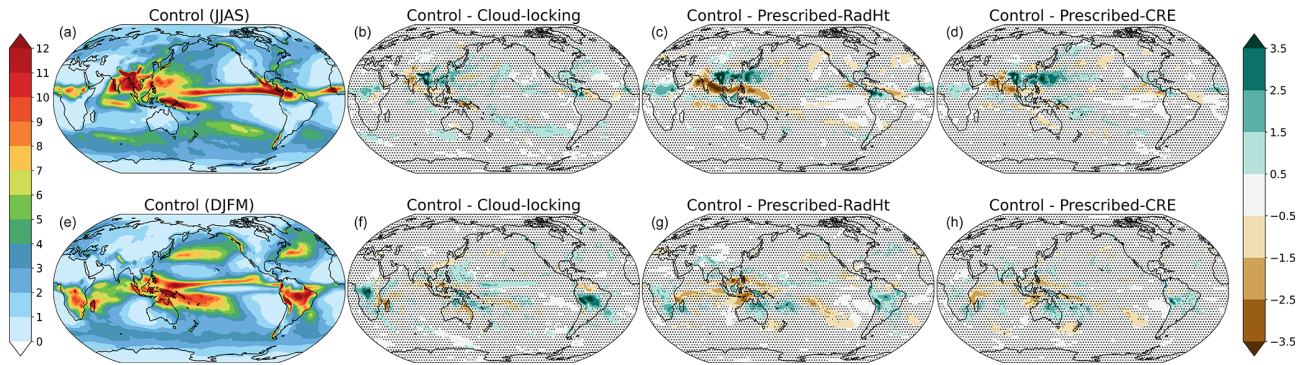 Control (JJAS)
Control - Cloud-locking
Control - Prescribed-RadHt
Control - Prescribed-CRE
(a)
(b)
(c)
(d)
12
11
10
9
8
7
6
5
4
3
2
1
0
3.5
2.5
1.5
0.5
−0.5
−1.5
−2.5
−3.5
Control (DJFM)
Control - Cloud-locking
Control - Prescribed-RadHt
Control - Prescribed-CRE
(e)
(f)
(g)
(h)